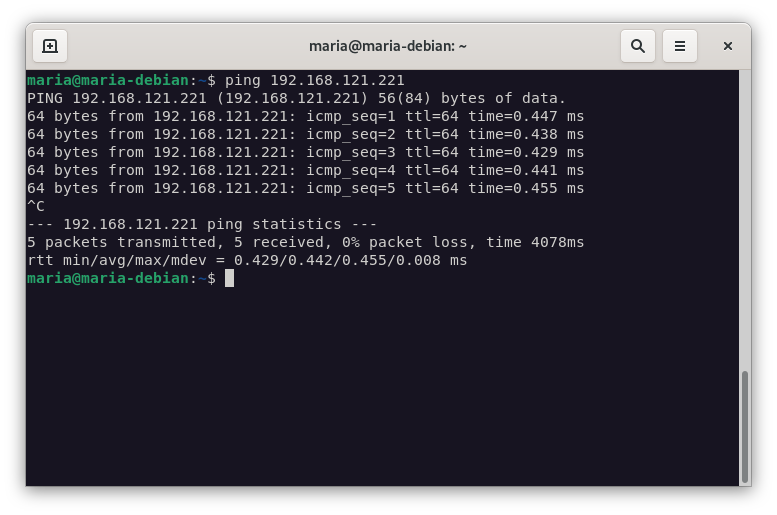 maria@maria-debian: ~
maria@maria-debian:~$ ping 192.168.121.221
PING 192.168.121.221 (192.168.121.221) 56(84) bytes of data.
64 bytes from 192.168.121.221: icmp_seq=1 ttl=64 time=0.447 ms
64 bytes from 192.168.121.221: icmp_seq=2 ttl=64 time=0.438 ms
64 bytes from 192.168.121.221: icmp_seq=3 ttl=64 time=0.429 ms
64 bytes from 192.168.121.221: icmp_seq=4 ttl=64 time=0.441 ms
64 bytes from 192.168.121.221: icmp_seq=5 ttl=64 time=0.455 ms
^C
--- 192.168.121.221 ping statistics ---
5 packets transmitted, 5 received, 0% packet loss, time 4078ms
rtt min/avg/max/mdev = 0.429/0.442/0.455/0.008 ms
maria@maria-debian:~$